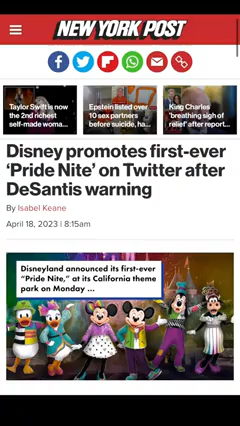 NEW YORK POST
Taylor Swift is now
the 2nd richest
self-made woma...
Epstein listed over
10 sex partners
before suicide, ha...
King Charles
'breathing sigh of
relief' after report...
Disney promotes first-ever
‘Pride Nite’ on Twitter after
DeSantis warning
By Isabel Keane
April 18, 2023 | 8:15am
Disneyland announced its first-ever
“Pride Nite,” at its California theme
park on Monday ...